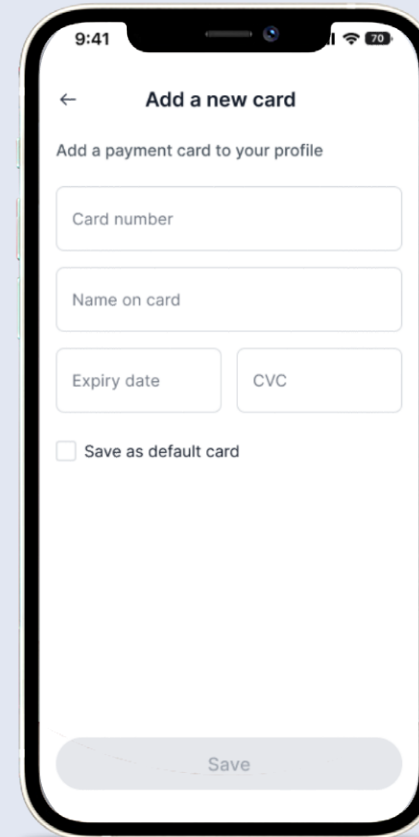 9:41 70
Add a new card
Add a payment card to your profile
Card number
Name on card
Expiry date CVC
Save as default card
Save